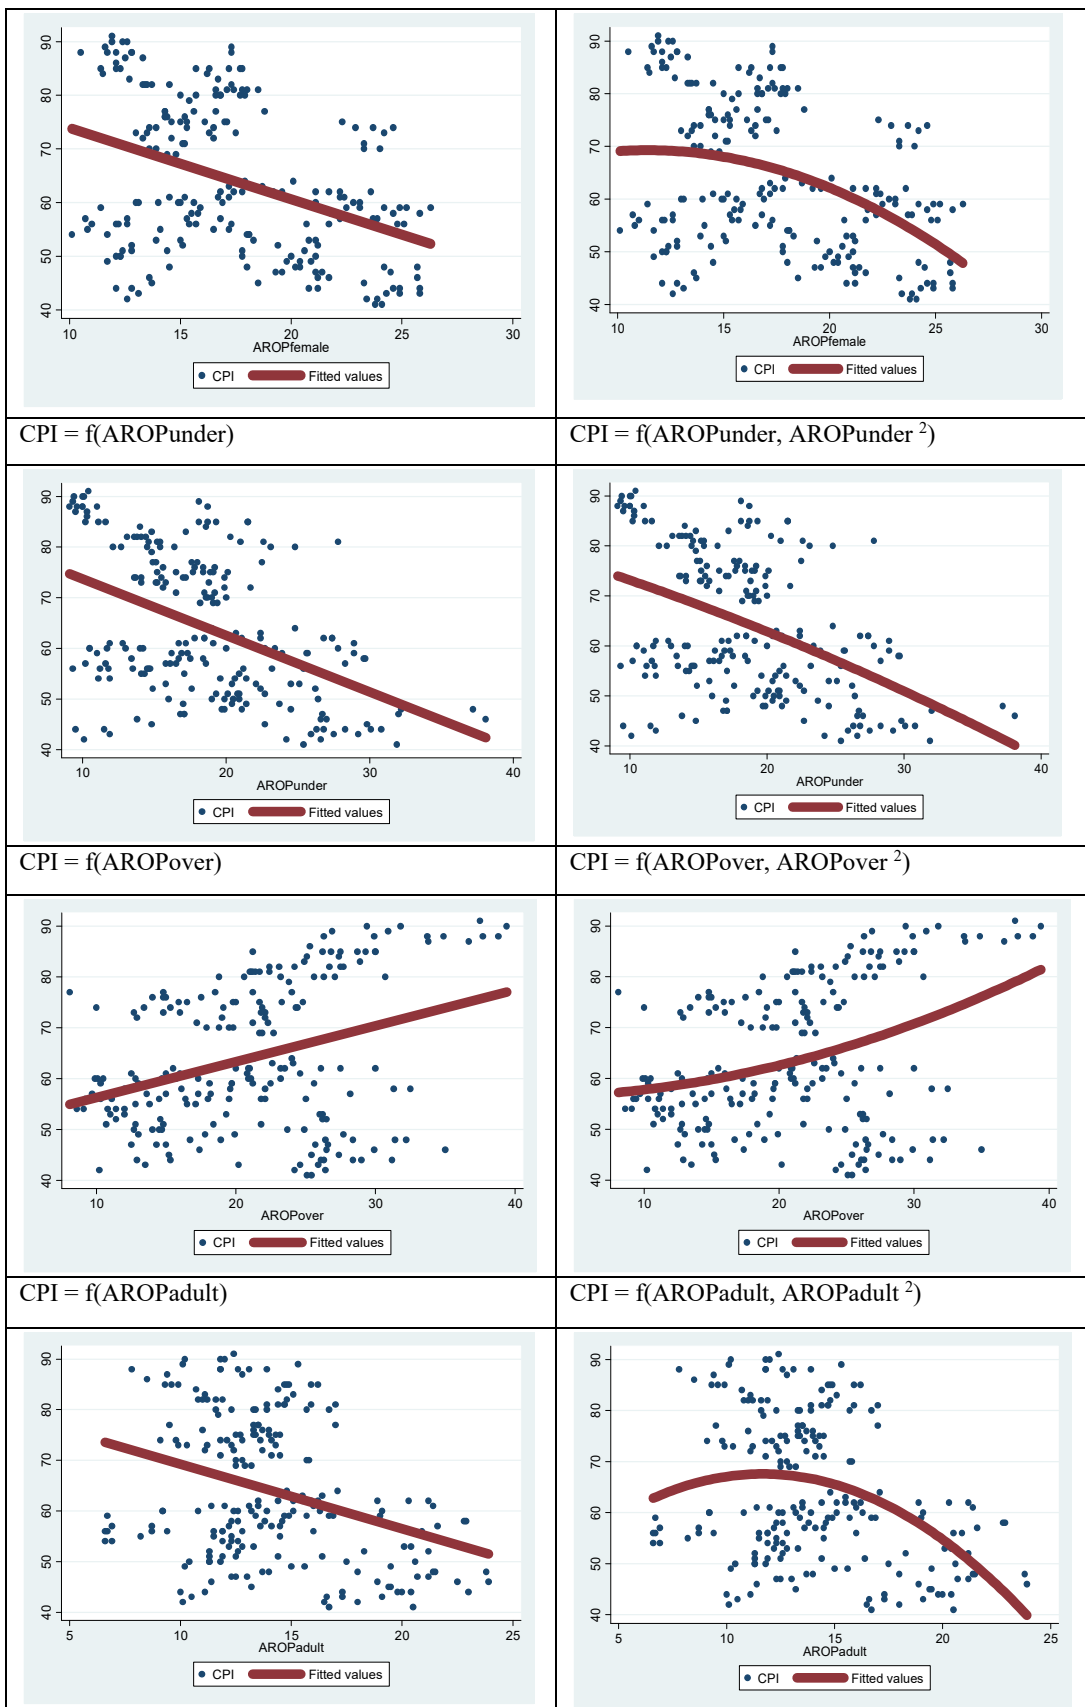 90
80
70
60
50
40
10 15 20 25 30
AROPfemale
CPI Fitted values
90
80
70
60
50
40
10 15 20 25 30
AROPfemale
CPI Fitted values
CPI = f(AROPunder)
CPI = f(AROPunder, AROPunder ²)
90
80
70
60
50
40
10 20 30 40
AROPunder
CPI Fitted values
90
80
70
60
50
40
10 20 30 40
AROPunder
CPI Fitted values
CPI = f(AROPover)
CPI = f(AROPover, AROPover ²)
90
80
70
60
50
40
10 20 30 40
AROPover
CPI Fitted values
90
80
70
60
50
40
10 20 30 40
AROPover
CPI Fitted values
CPI = f(AROPadult)
CPI = f(AROPadult, AROPadult ²)
90
80
70
60
50
40
5 10 15 20 25
AROPadult
CPI Fitted values
90
80
70
60
50
40
5 10 15 20 25
AROPadult
CPI Fitted values